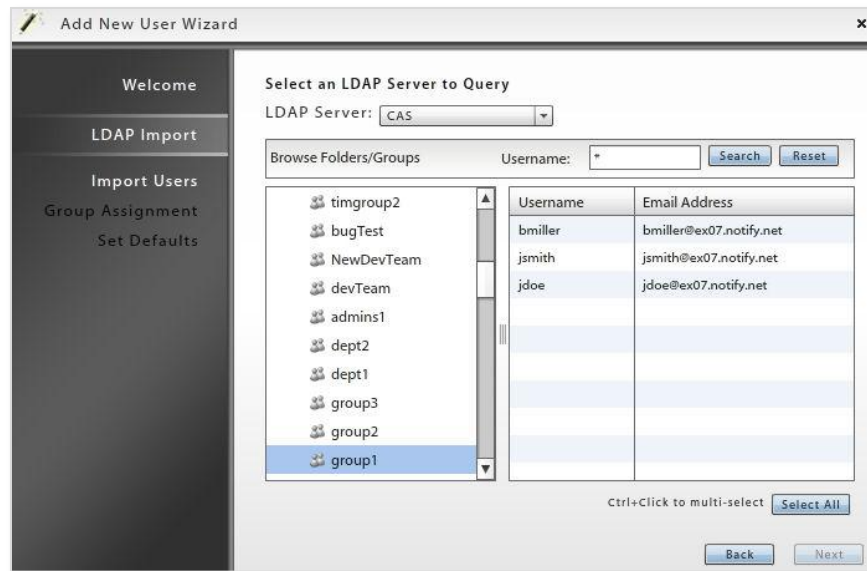 Add New User Wizard
x
Welcome
LDAP Import
Import Users
Group Assignment
Set Defaults
Select an LDAP Server to Query
LDAP Server: CAS
Browse Folders/Groups Username: * Search Reset
timgroup2
bugTest
NewDevTeam
devTeam
admins1
dept2
dept1
group3
group2
group1
Username Email Address
bmiller bmiller@ex07.notify.net
jsmith jsmith@ex07.notify.net
jdoe jdoe@ex07.notify.net
Ctrl+Click to multi-select Select All
Back Next